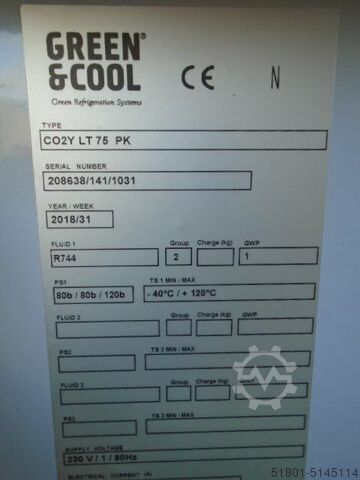 GREEN®
&COOL CE N
Green Refrigeration Systems
TYPE
CO2Y LT 75 PK
SERIAL NUMBER
208638/141/1031
YEAR / WEEK
2018/31
FLUID 1 Group Charge (kg) GWP
R744 2 1
PS1 TS 1 MIN / MAX
80b / 80b / 120b - 40°C / + 120°C
FLUID 2 Group Charge (kg) GWP
PS2 TS 2 MIN / MAX
FLUID 3 Group Charge (kg) GWP
PS3 TS 3 MIN / MAX
SUPPLY VOLTAGE
230 V / 1 / 50Hz
ELECTRICAL CURRENT (A)
51801-5145114